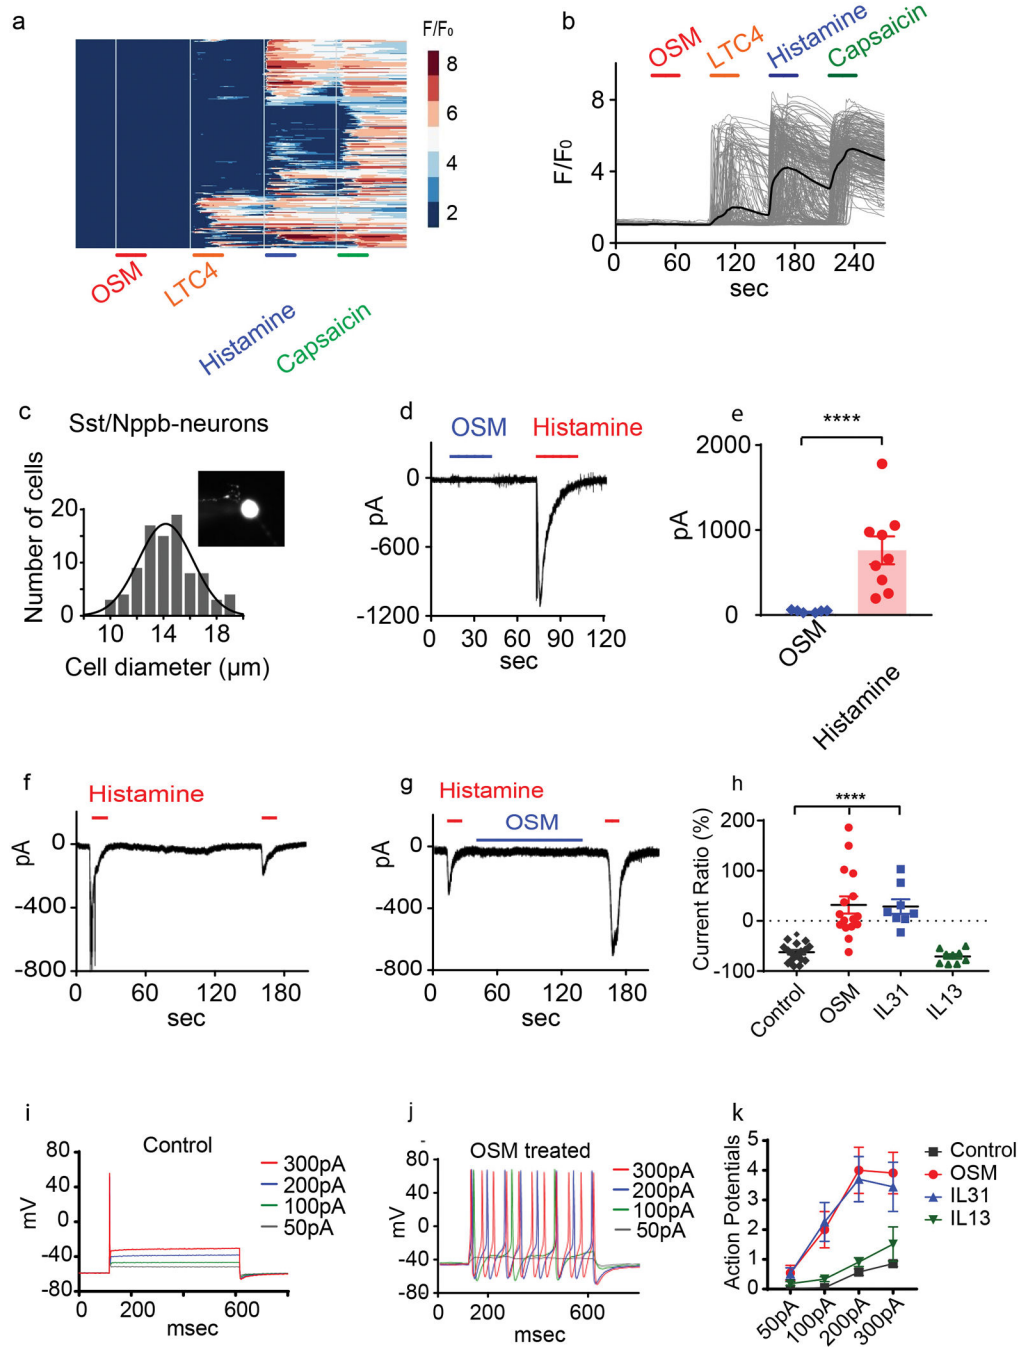 a
F/F₀
8
6
4
2
OSM
LTC4
Histamine
Capsaicin
b
OSM
LTC4
Histamine
Capsaicin
F/F₀
8
4
0
0 60 120 180 240
sec
c
Sst/Nppb-neurons
Number of cells
20
10
0
10 14 18
Cell diameter (µm)
d
OSM Histamine
pA
0
-600
-1200
0 30 60 90 120
sec
e
****
pA
2000
1000
0
OSM
Histamine
f
Histamine
pA
0
-400
-800
0 60 120 180
sec
g
Histamine
OSM
pA
0
-400
-800
0 60 120 180
sec
h
****
Current Ratio (%)
200
100
0
-100
Control
OSM
IL31
IL13
i
Control
mV
80
40
0
-40
-80
300pA
200pA
100pA
50pA
0 200 600
msec
j
OSM treated
mV
80
40
0
-40
-80
300pA
200pA
100pA
50pA
0 200 600
msec
k
Action Potentials
5
4
3
2
1
0
50pA
100pA
200pA
300pA
Control
OSM
IL31
IL13